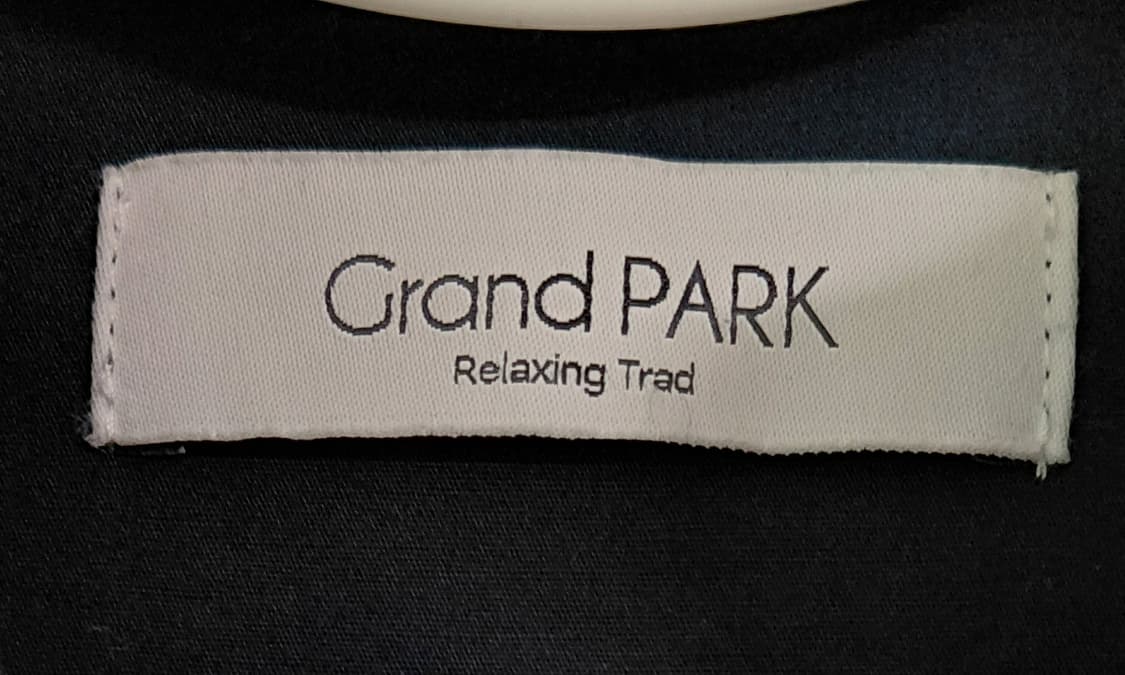 Grand PARK
Relaxing Trad